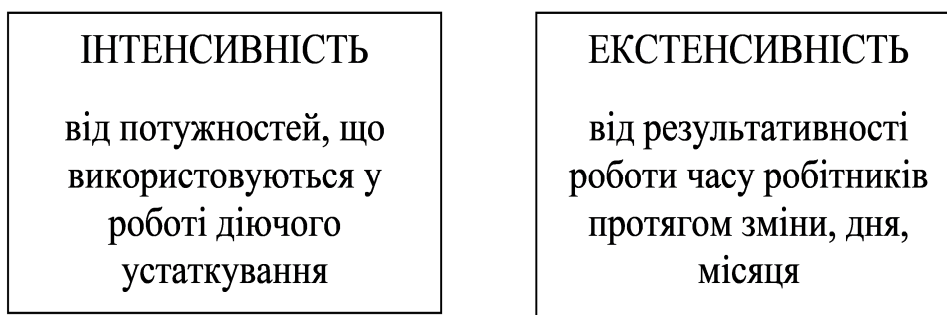 ІНТЕНСИВНІСТЬ
від потужностей, що
використовуються у
роботі діючого
устаткування
ЕКСТЕНСИВНІСТЬ
від результативності
роботи часу робітників
протягом зміни, дня,
місяця